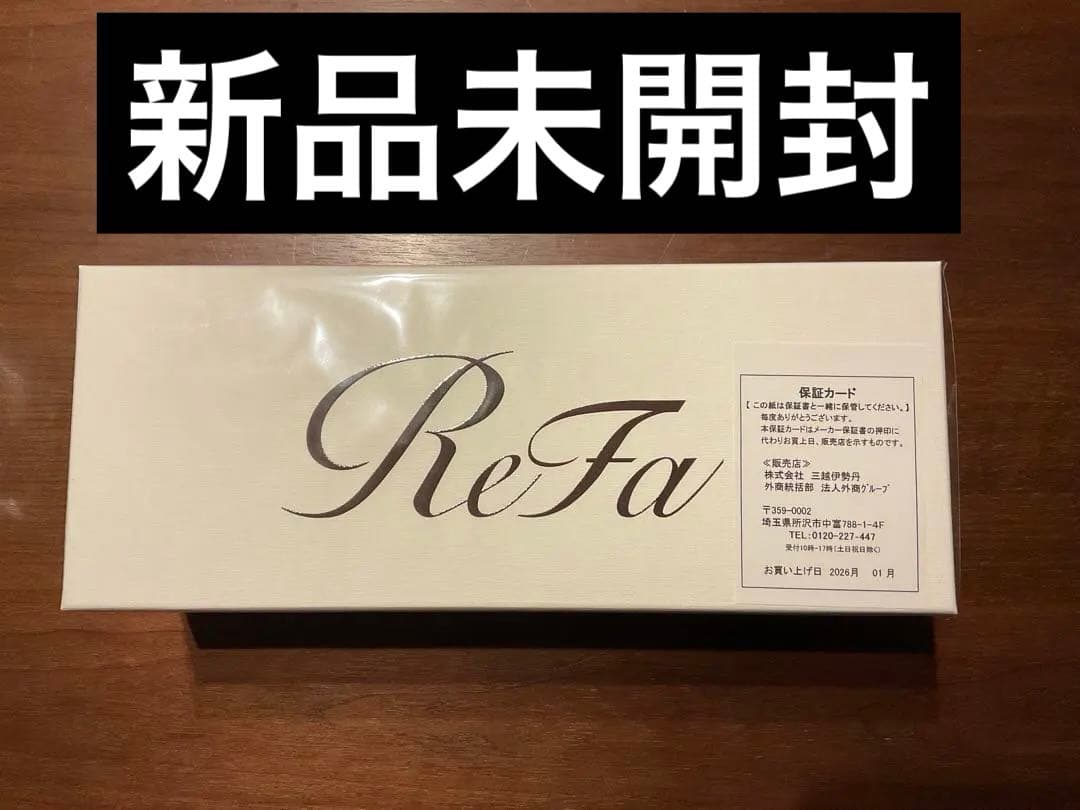 新品未開封
ReFa
保証カード
【この紙は保証書と一緒に保管してください。】
毎度ありがとうございます。
本保証カードはメーカー保証書の押印に
代わりお買上日、販売店を示すものです。
≪販売店≫
株式会社 三越伊勢丹
外商統括部 法人外商グループ
〒359-0002
埼玉県所沢市中富788-1-4F
TEL:0120-227-447
受付10時-17時(土日祝日除く)
お買い上げ日 2026月 01月